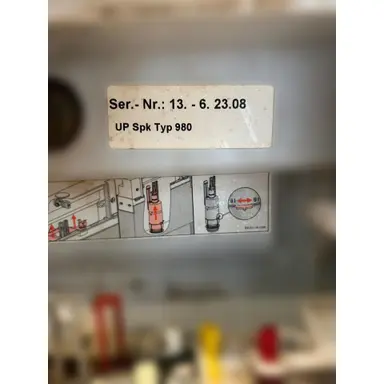 Ser.- Nr.: 13. - 6. 23.08
UP Spk Typ 980